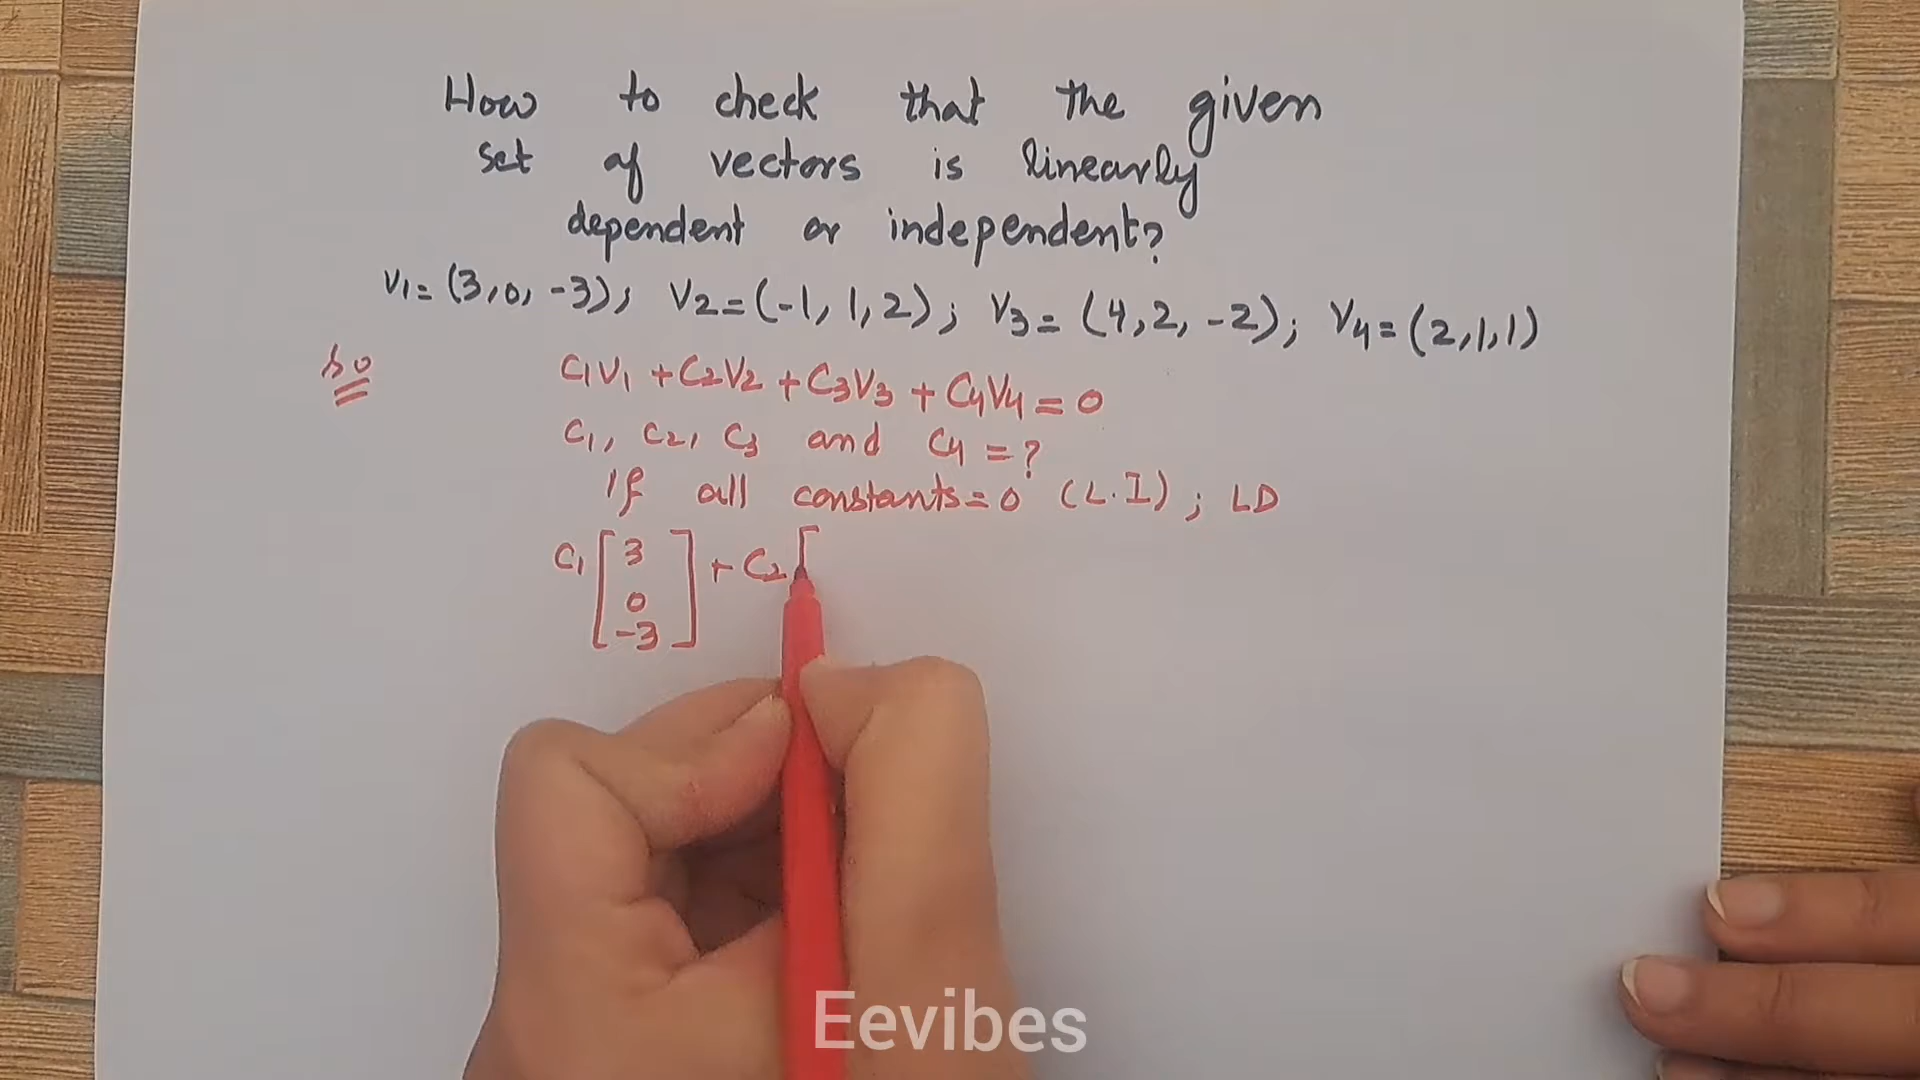 How to check that the given
set of vectors is linearly
dependent or independent?
V1=(3,0,-3); V2=(-1,1,2); V3=(4,2,-2); V4=(2,1,1)
so C1V1+C2V2+C3V3+C4V4=0
C1, C2, C3 and C4=?
If all constants=0 (L.I); LD
C1[3 + C2[
0
-3]
Eevibes